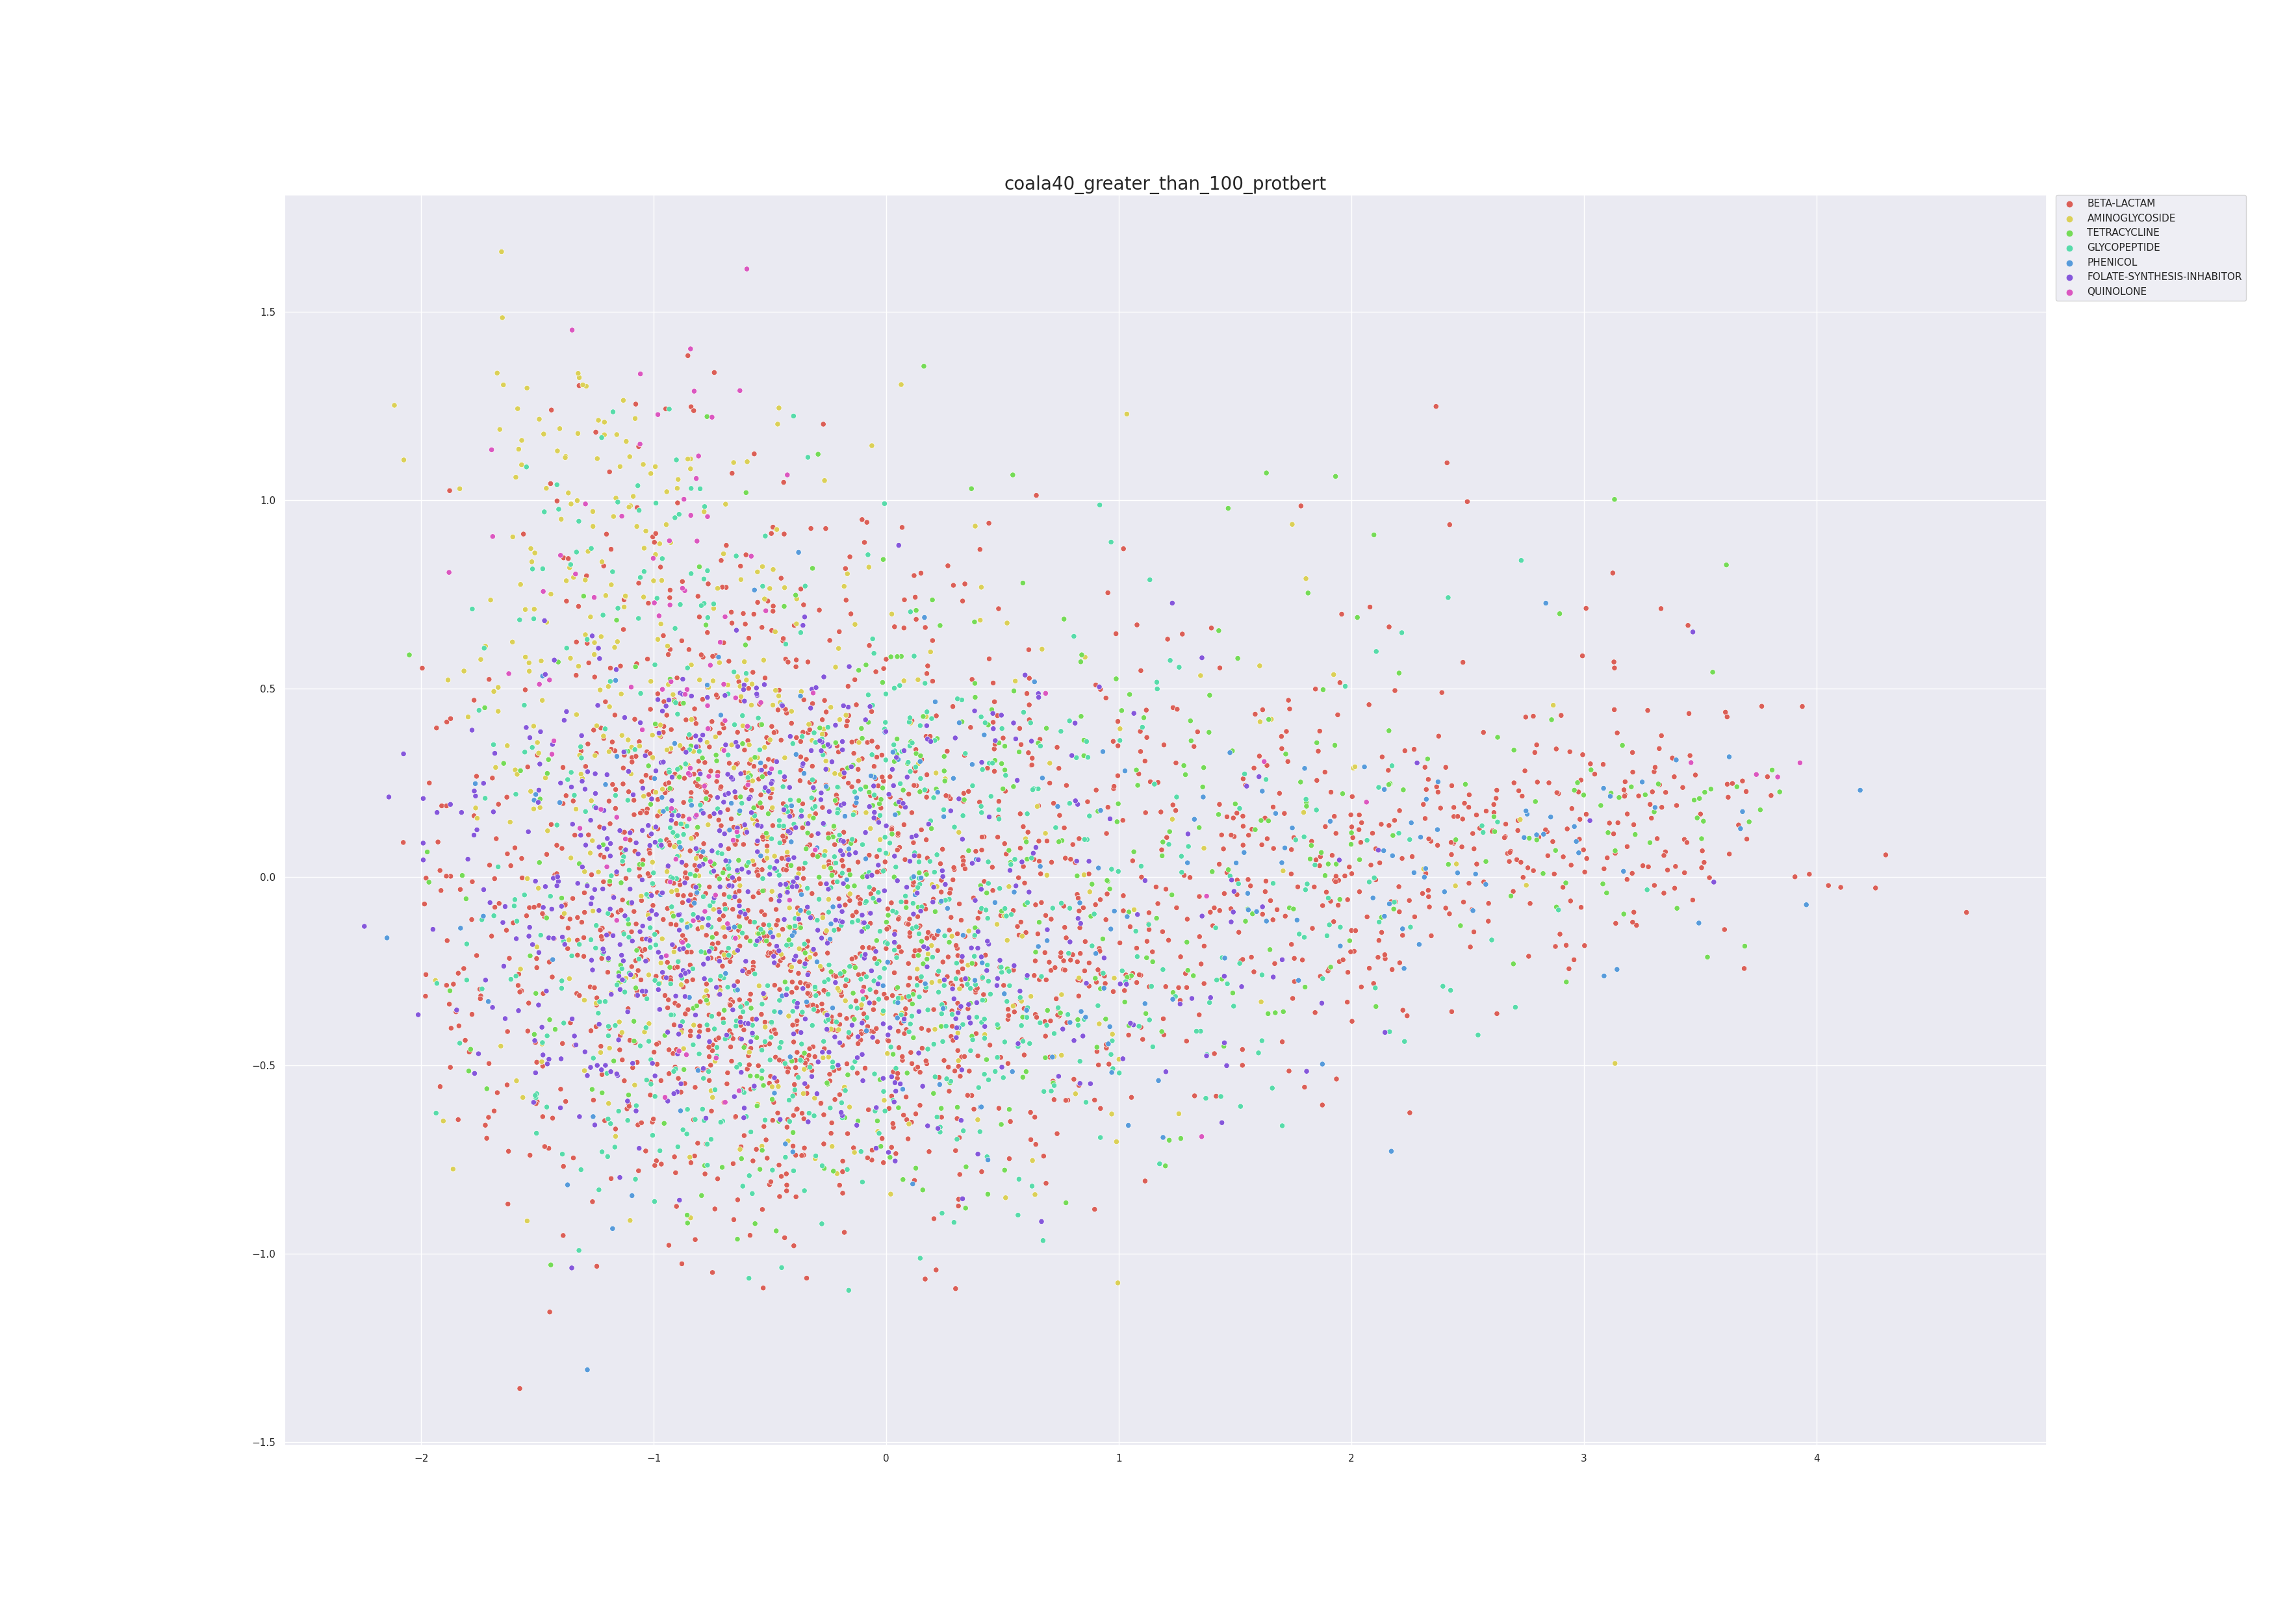 coala40_greater_than_100_protbert
BETA-LACTAM
AMINOGLYCOSIDE
TETRACYCLINE
GLYCOPEPTIDE
PHENICOL
FOLATE-SYNTHESIS-INHABITOR
QUINOLONE
1.5
1.0
0.5
0.0
−0.5
−1.0
−1.5
−2 −1 0 1 2 3 4